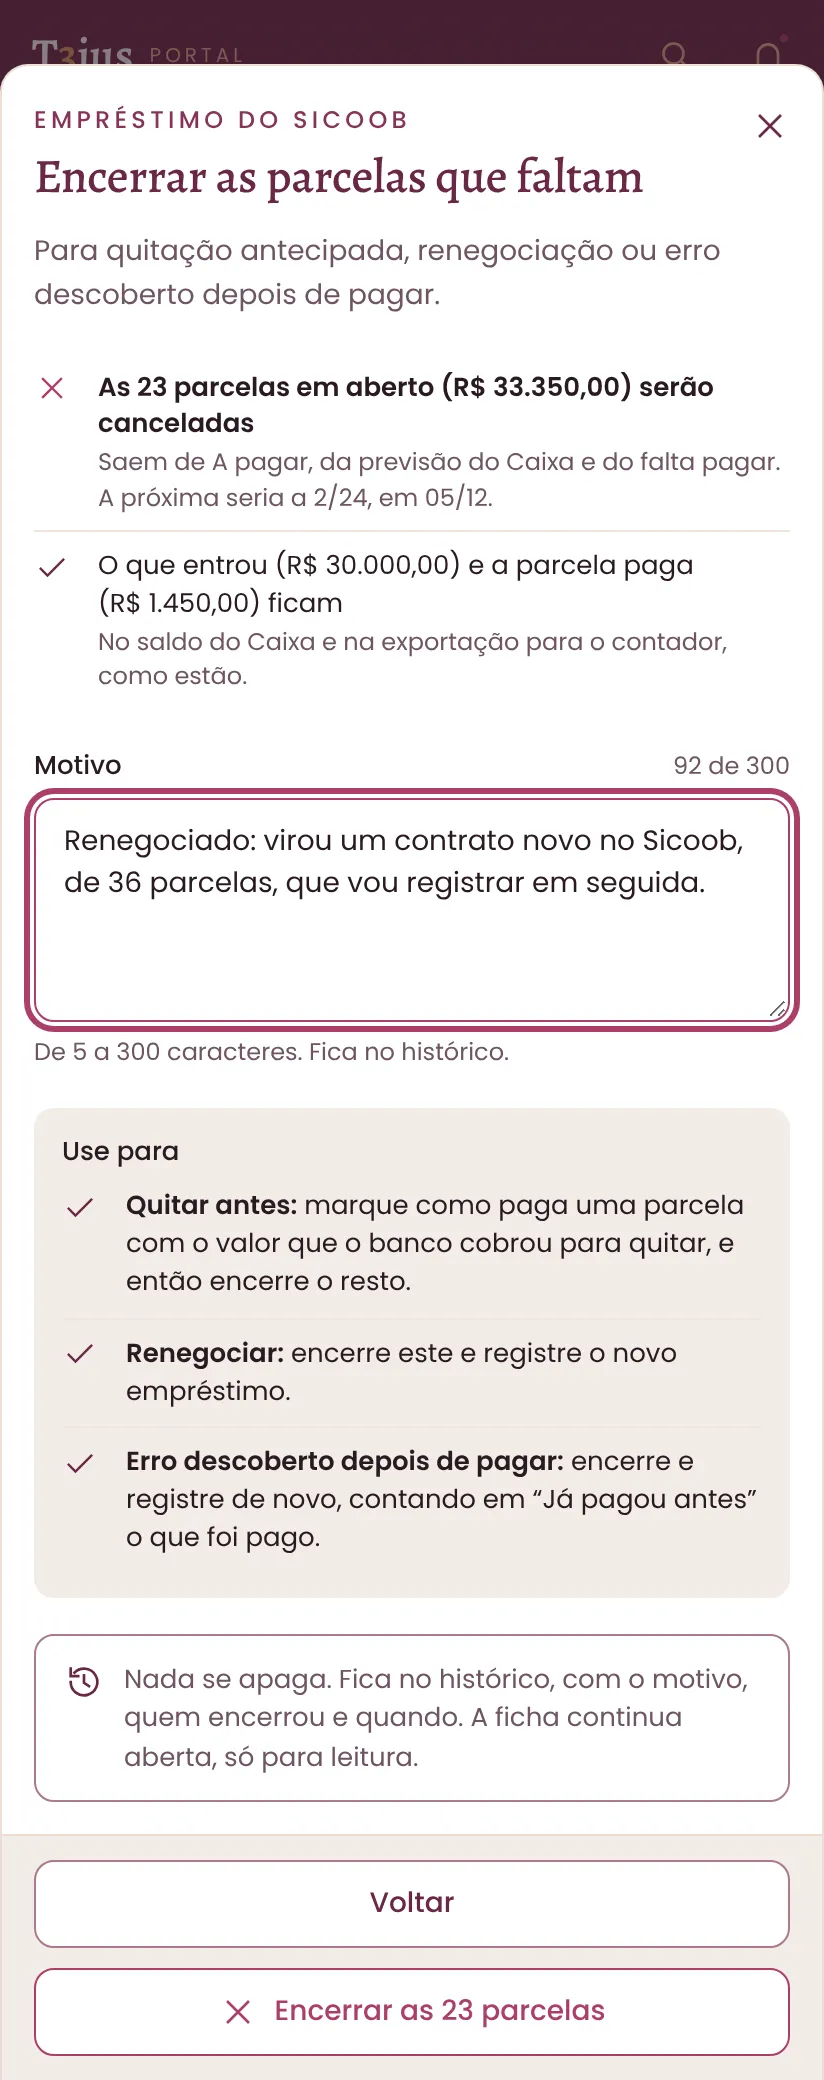 T3ius PORTAL
EMPRÉSTIMO DO SICOOB
Encerrar as parcelas que faltam
Para quitação antecipada, renegociação ou erro
descoberto depois de pagar.
As 23 parcelas em aberto (R$ 33.350,00) serão
canceladas
Saem de A pagar, da previsão do Caixa e do falta pagar.
A próxima seria a 2/24, em 05/12.
O que entrou (R$ 30.000,00) e a parcela paga
(R$ 1.450,00) ficam
No saldo do Caixa e na exportação para o contador,
como estão.
Motivo
92 de 300
Renegociado: virou um contrato novo no Sicoob,
de 36 parcelas, que vou registrar em seguida.
De 5 a 300 caracteres. Fica no histórico.
Use para
Quitar antes: marque como paga uma parcela
com o valor que o banco cobrou para quitar, e
então encerre o resto.
Renegociar: encerre este e registre o novo
empréstimo.
Erro descoberto depois de pagar: encerre e
registre de novo, contando em “Já pagou antes”
o que foi pago.
Nada se apaga. Fica no histórico, com o motivo,
quem encerrou e quando. A ficha continua
aberta, só para leitura.
Voltar
Encerrar as 23 parcelas